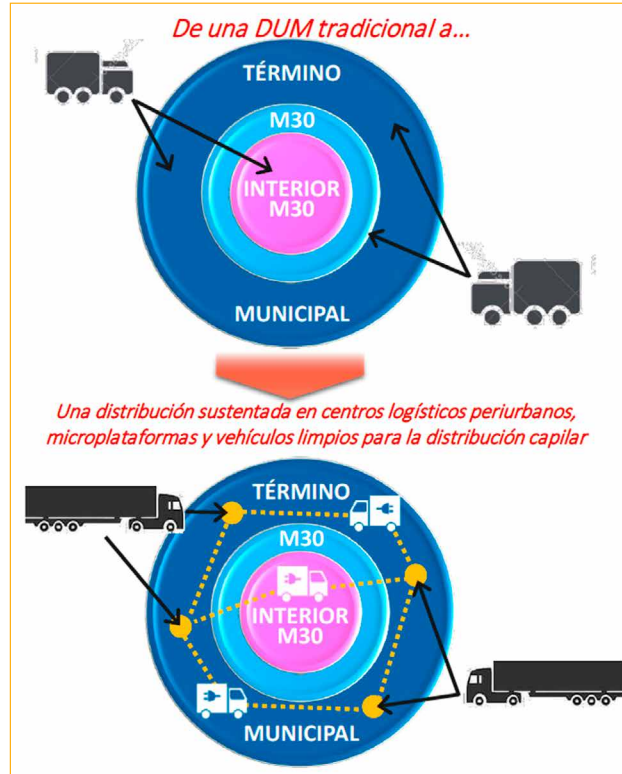 De una DUM tradicional a...
TÉRMINO
M30
INTERIOR
M30
MUNICIPAL
Una distribución sustentada en centros logísticos periurbanos,
microplataformas y vehículos limpios para la distribución capilar
TÉRMINO
M30
INTERIOR
M30
MUNICIPAL